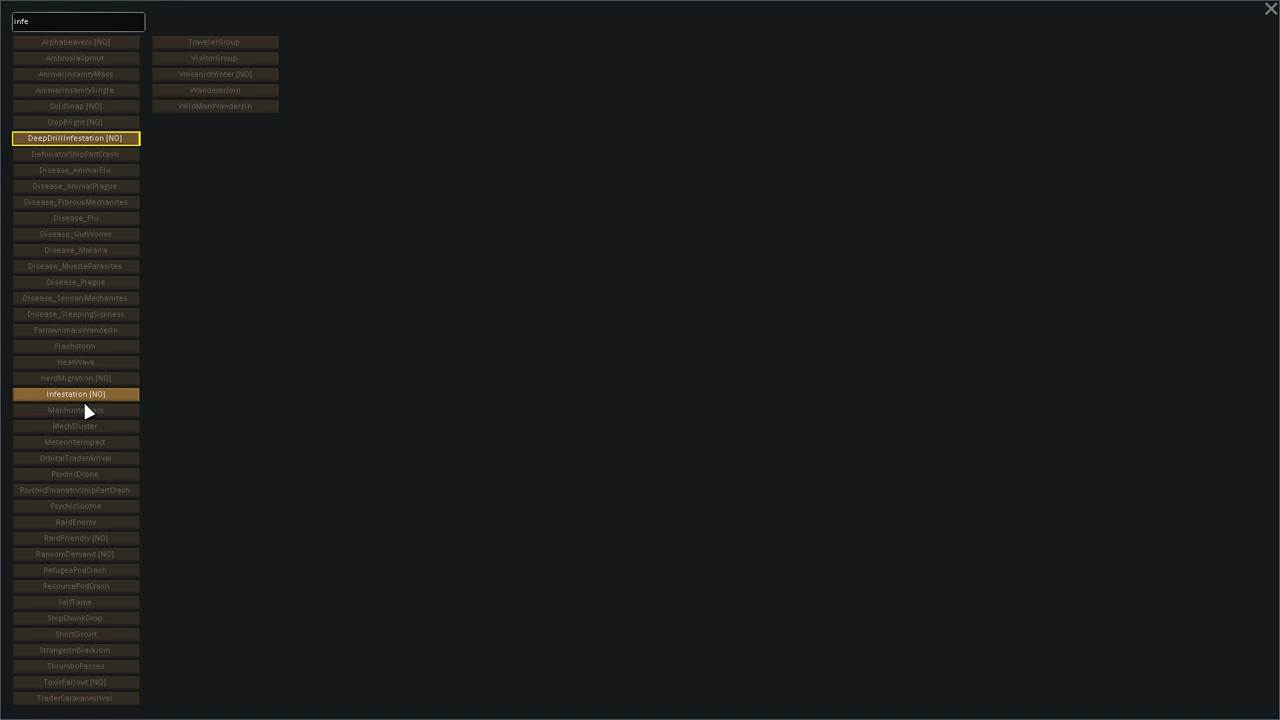 infe
Alphabeavers [NO]
AmbrosiaSprout
AnimalInsanityMass
AnimalInsanitySingle
ColdSnap [NO]
CropBlight [NO]
DeepDrillInfestation [NO]
DefoliatorShipPartCrash
Disease_AnimalFlu
Disease_AnimalPlague
Disease_FibrousMechanites
Disease_Flu
Disease_GutWorms
Disease_Malaria
Disease_MuscleParasites
Disease_Plague
Disease_SensoryMechanites
Disease_SleepingSickness
FarmAnimalsWanderIn
Flashstorm
HeatWave
HerdMigration [NO]
Infestation [NO]
MechCluster
MeteoriteImpact
OrbitalTraderArrival
PsychicDrone
PsychicEmanatorShipPartCrash
PsychicSoothe
RaidEnemy
RaidFriendly [NO]
RansomDemand [NO]
RefugeePodCrash
ResourcePodCrash
SelfTame
ShipChunkDrop
ShortCircuit
StrangerInBlackJoin
ThrumboPasses
ToxicFallout [NO]
TraderCaravanArrival
TravelerGroup
VisitorGroup
VolcanicWinter [NO]
WandererJoin
WildManWandersIn